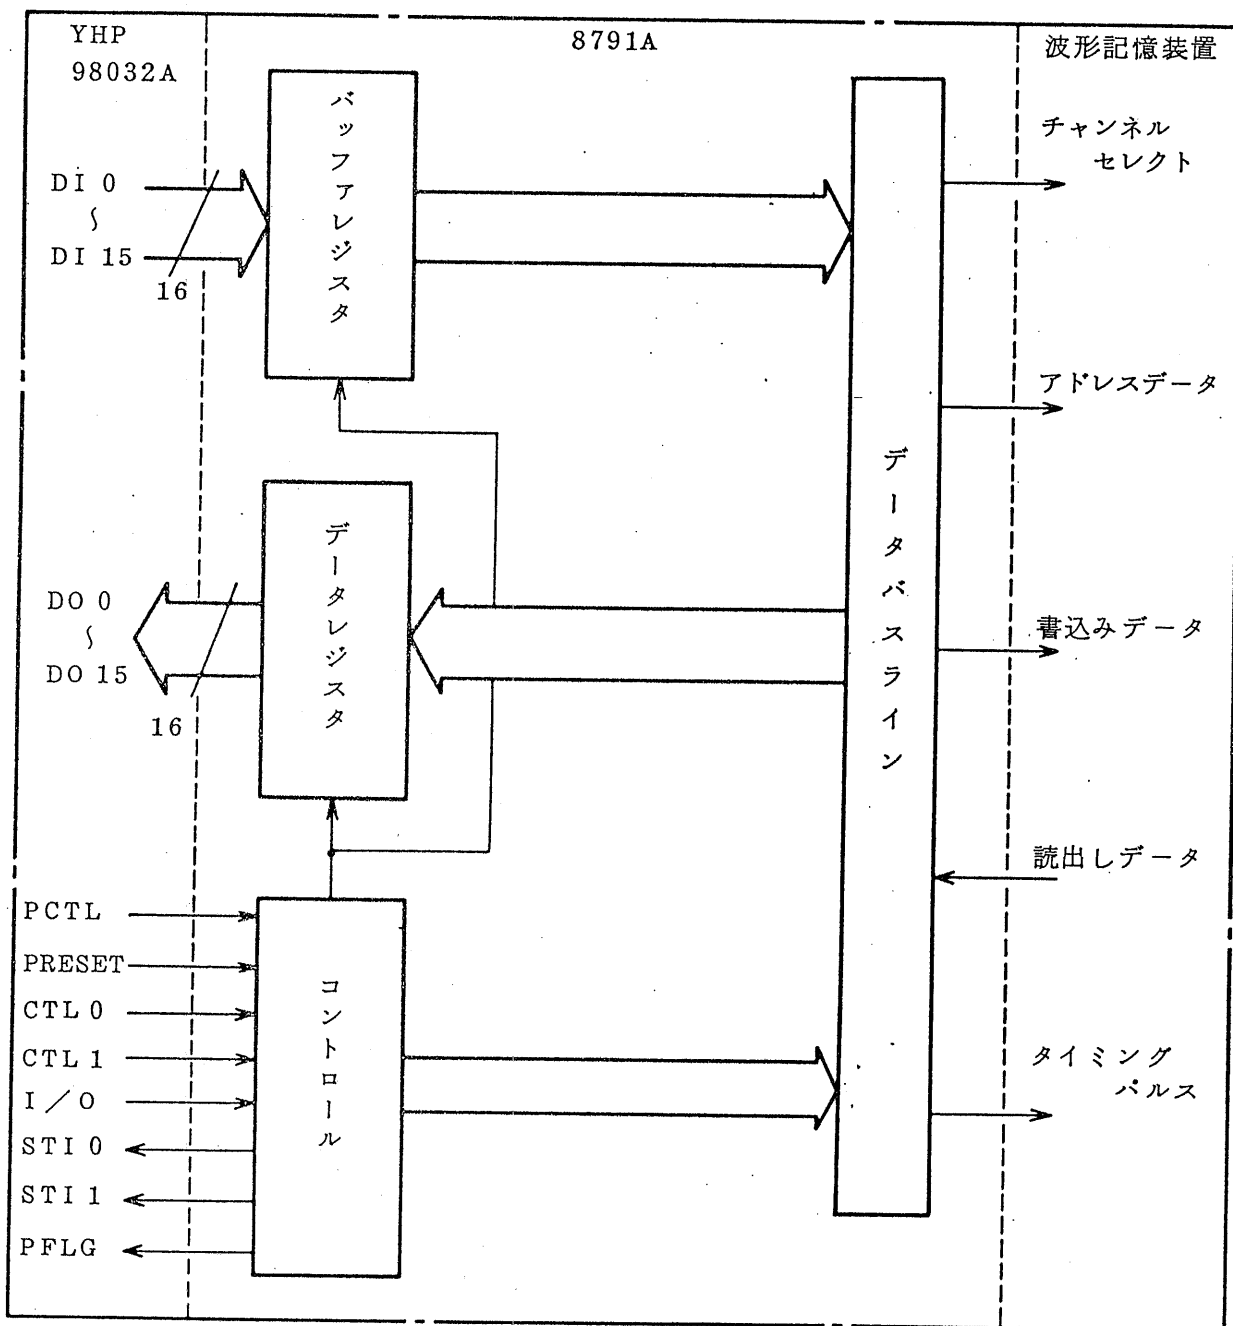 YHP
98032A
8791A
波形記憶装置
DI 0
∫
DI 15
16
バッファレジスタ
チャンネル
セレクト
アドレスデータ
データバスライン
DO 0
∫
DO 15
16
データレジスタ
書込みデータ
読出しデータ
PCTL
PRESET
CTL 0
CTL 1
I／O
STI 0
STI 1
PFLG
コントロール
タイミング
パルス